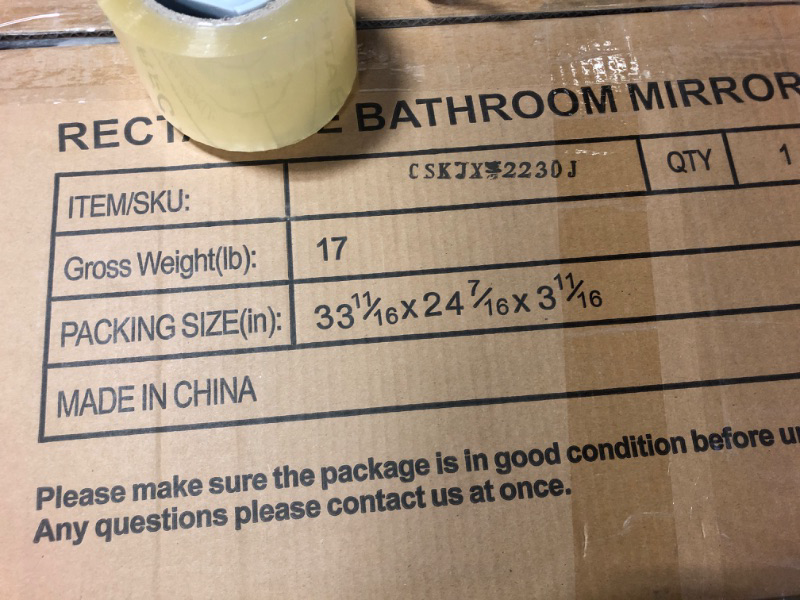 BATHROOM MIRROR
ITEM/SKU: 2230J QTY 1
Gross Weight(lb): 17
PACKING SIZE(in): 33 11/16 x 24 7/16 x 3 11/16
MADE IN CHINA
Please make sure the package is in good condition before
Any questions please contact us at once.